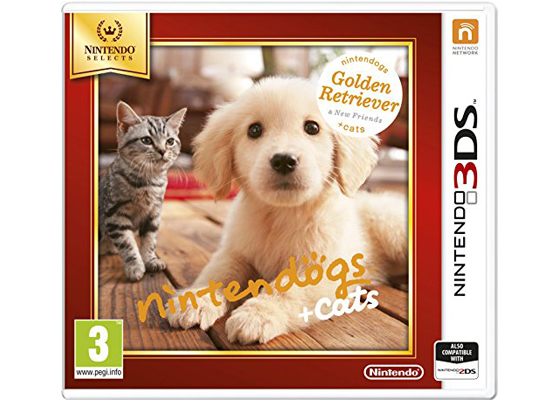 NINTENDO
SELECTS
nintendogs
Golden
Retriever
& New Friends
+cats
NINTENDO
NETWORK
NINTENDO 3DS™
nintendogs
+cats
3
www.pegi.info
Nintendo
ALSO
COMPATIBLE
WITH
NINTENDO 2DS